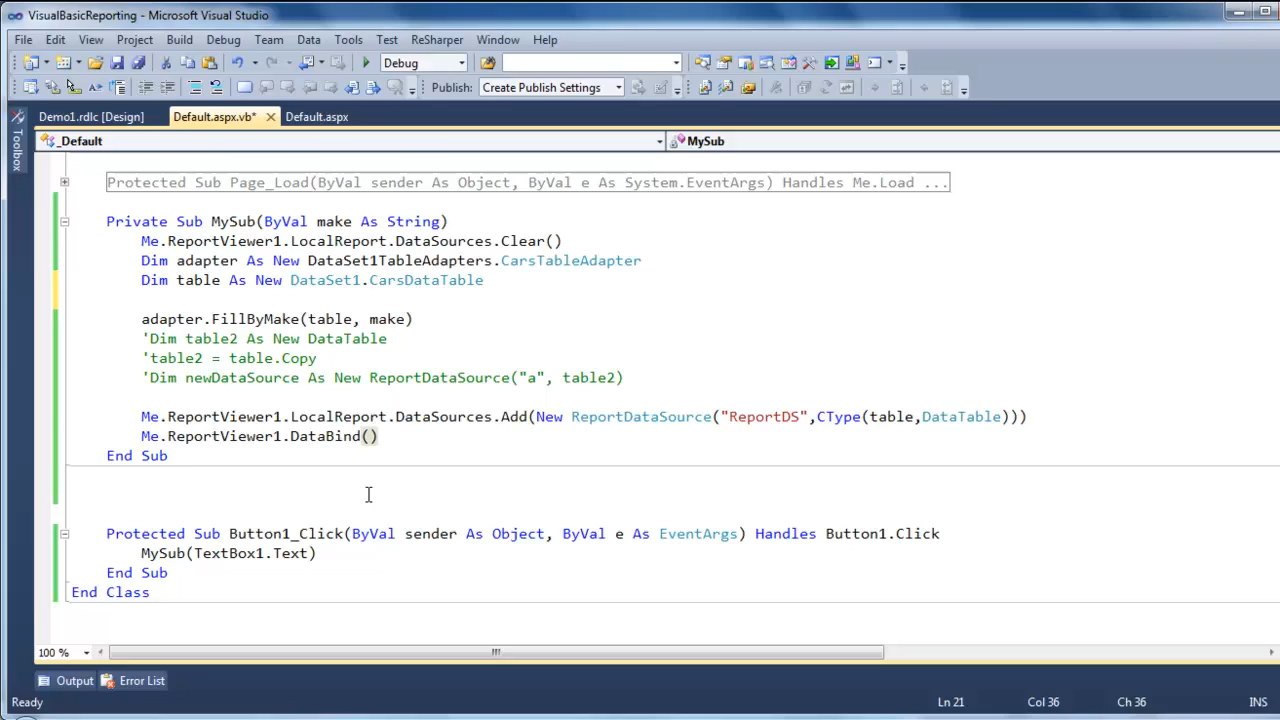 VisualBasicReporting - Microsoft Visual Studio
File Edit View Project Build Debug Team Data Tools Test ReSharper Window Help
Debug
Publish: Create Publish Settings
Demo1.rdlc [Design] Default.aspx.vb* Default.aspx
Toolbox
_Default MySub
Protected Sub Page_Load(ByVal sender As Object, ByVal e As System.EventArgs) Handles Me.Load ...
Private Sub MySub(ByVal make As String)
Me.ReportViewer1.LocalReport.DataSources.Clear()
Dim adapter As New DataSet1TableAdapters.CarsTableAdapter
Dim table As New DataSet1.CarsDataTable
adapter.FillByMake(table, make)
'Dim table2 As New DataTable
'table2 = table.Copy
'Dim newDataSource As New ReportDataSource("a", table2)
Me.ReportViewer1.LocalReport.DataSources.Add(New ReportDataSource("ReportDS",CType(table,DataTable)))
Me.ReportViewer1.DataBind()
End Sub
Protected Sub Button1_Click(ByVal sender As Object, ByVal e As EventArgs) Handles Button1.Click
MySub(TextBox1.Text)
End Sub
End Class
100 %
Output Error List
Ready Ln 21 Col 36 Ch 36 INS